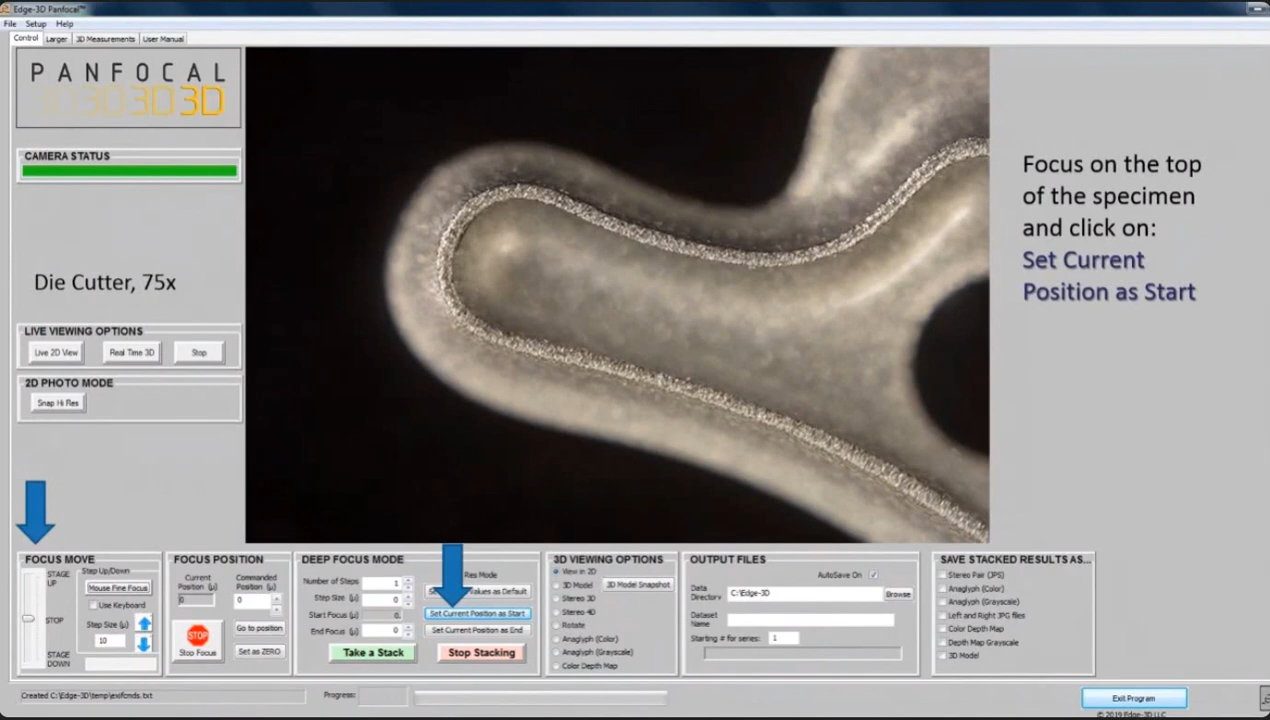 Edge-3D Panfocal™
File Setup Help
Control Larger 3D Measurements User Manual
PANFOCAL
3D3D3D3D
CAMERA STATUS
Die Cutter, 75x
LIVE VIEWING OPTIONS
Live 2D View Real Time 3D Stop
2D PHOTO MODE
Snap Hi Res
Focus on the top
of the specimen
and click on:
Set Current
Position as Start
FOCUS MOVE
STAGE
UP
STOP
STAGE
DOWN
Step Up/Down
Mouse Fine Focus
Use Keyboard
Step Size (µ)
10
FOCUS POSITION
Current
Position (µ)
0
Commanded
Position (µ)
0
STOP
Stop Focus
Go to position
Set as ZERO
DEEP FOCUS MODE
Number of Steps 1
Step Size (µ) 0
Start Focus (µ) 0.
End Focus (µ) 0
Res Mode
Values as Default
Set Current Position as Start
Set Current Position as End
Take a Stack
Stop Stacking
3D VIEWING OPTIONS
View in 2D
3D Model
3D Model Snapshot
Stereo 3D
Stereo 4D
Rotate
Anaglyph (Color)
Anaglyph (Grayscale)
Color Depth Map
OUTPUT FILES
AutoSave On
Data
Directory
C:\Edge-3D
Browse
Dataset
Name
Starting # for series: 1
SAVE STACKED RESULTS AS...
Stereo Pair (JPS)
Anaglyph (Color)
Anaglyph (Grayscale)
Left and Right JPG files
Color Depth Map
Depth Map Grayscale
3D Model
Created C:\Edge-3D\temp\exifcmds.txt
Progress:
Exit Program
© 2019 Edge-3D LLC